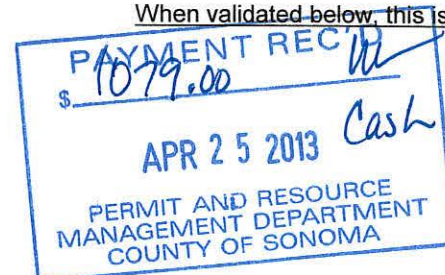 When validated below, this is
PAYMENT REC'D
$ 1079.00
Cash
APR 25 2013
PERMIT AND RESOURCE
MANAGEMENT DEPARTMENT
COUNTY OF SONOMA